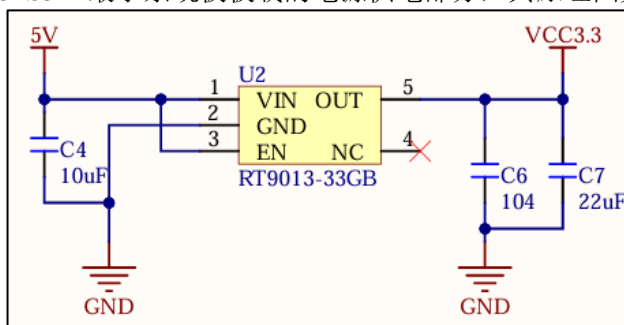 5V
VCC3.3
U2
1
VIN
OUT
5
2
GND
3
EN
NC
4
RT9013-33GB
C4
10uF
C6
104
C7
22uF
GND
GND